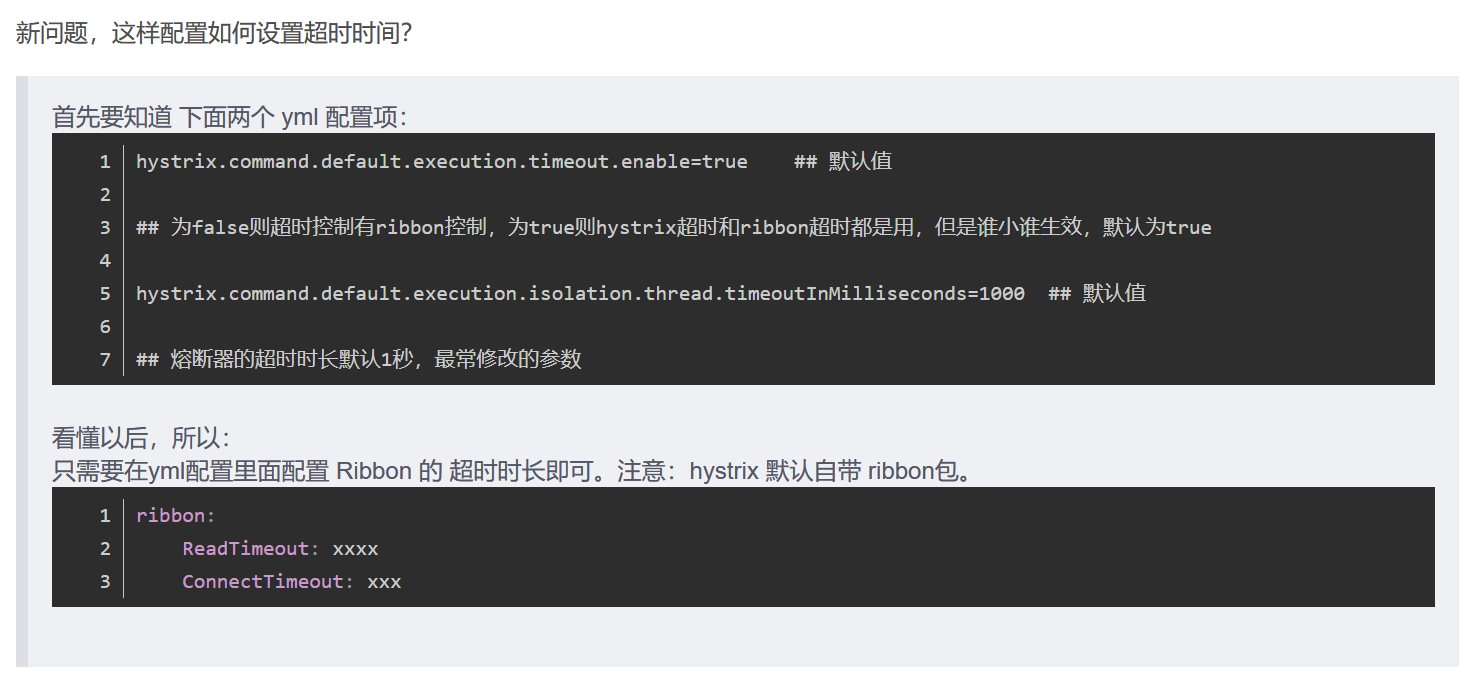 新问题，这样配置如何设置超时时间？
首先要知道 下面两个 yml 配置项：
1 hystrix.command.default.execution.timeout.enable=true    ## 默认值
2
3 ## 为false则超时控制有ribbon控制，为true则hystrix超时和ribbon超时都是用，但是谁小谁生效，默认为true
4
5 hystrix.command.default.execution.isolation.thread.timeoutInMilliseconds=1000  ## 默认值
6
7 ## 熔断器的超时时长默认1秒，最常修改的参数
看懂以后，所以：
只需要在yml配置里面配置 Ribbon 的 超时时长即可。注意：hystrix 默认自带 ribbon包。
1 ribbon:
2     ReadTimeout: xxxx
3     ConnectTimeout: xxx